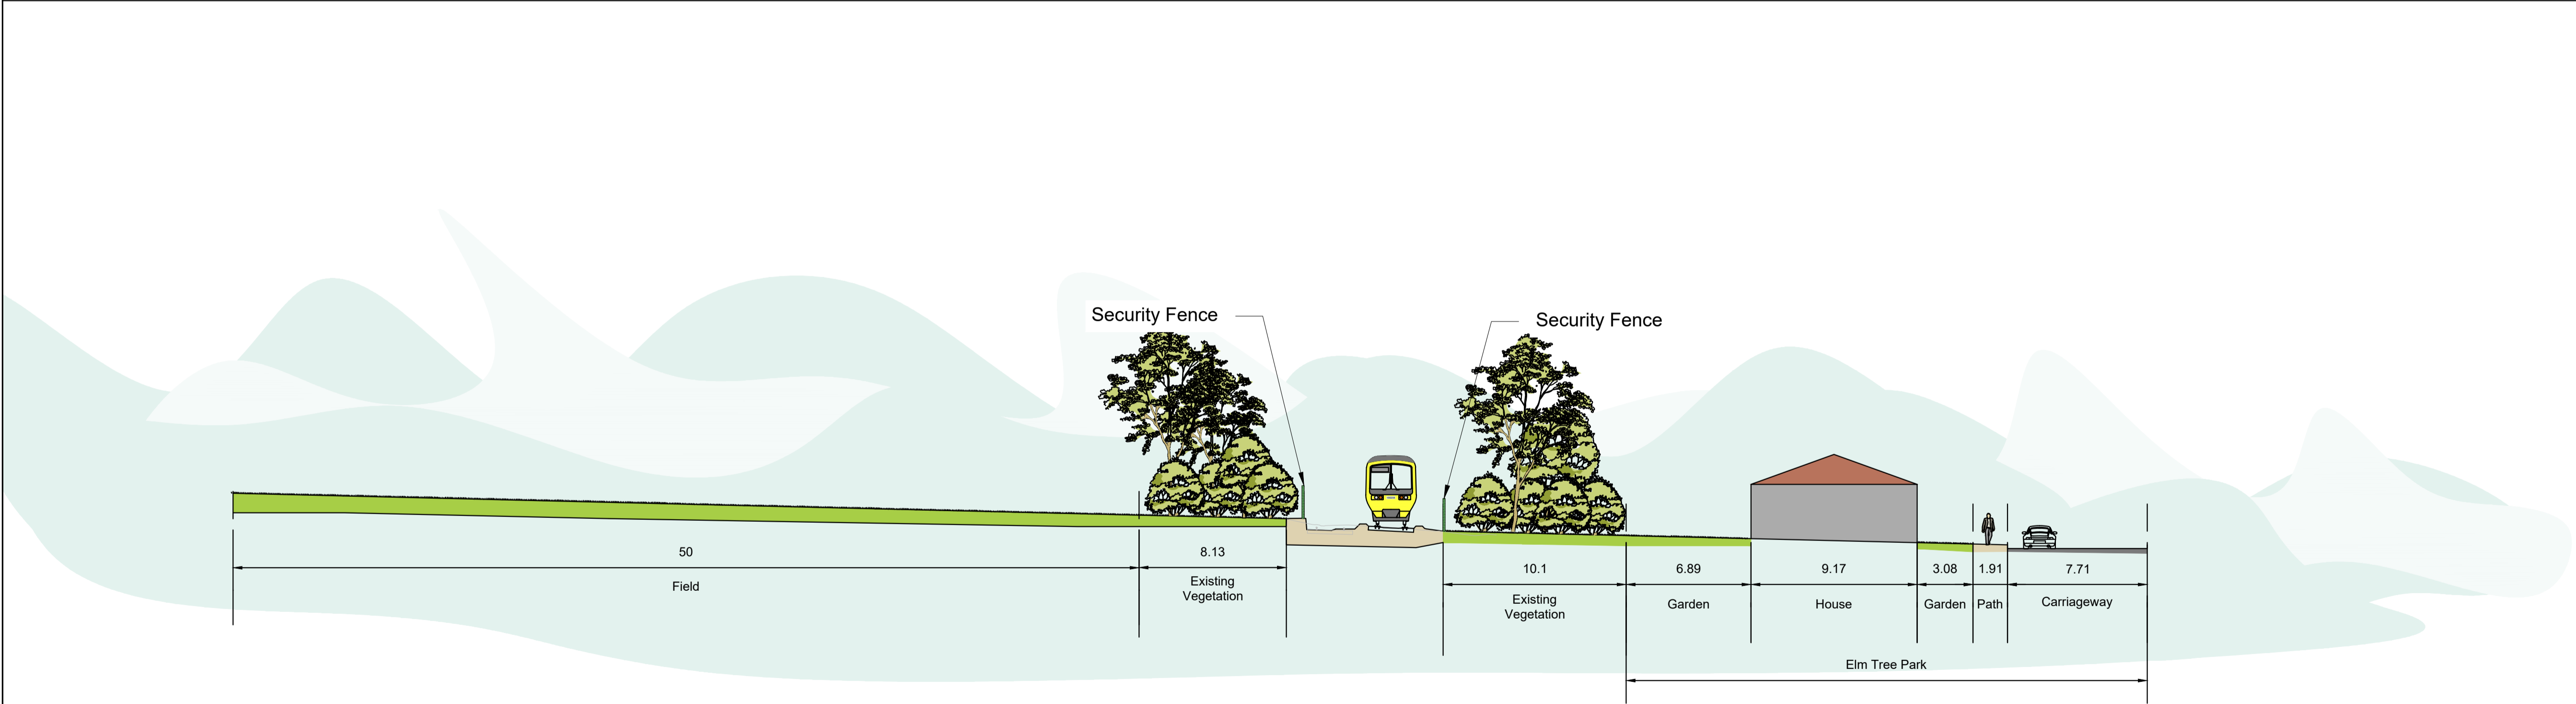 Security Fence
Security Fence
50
Field
8.13
Existing
Vegetation
10.1
Existing
Vegetation
6.89
Garden
9.17
House
3.08
Garden
1.91
Path
7.71
Carriageway
Elm Tree Park